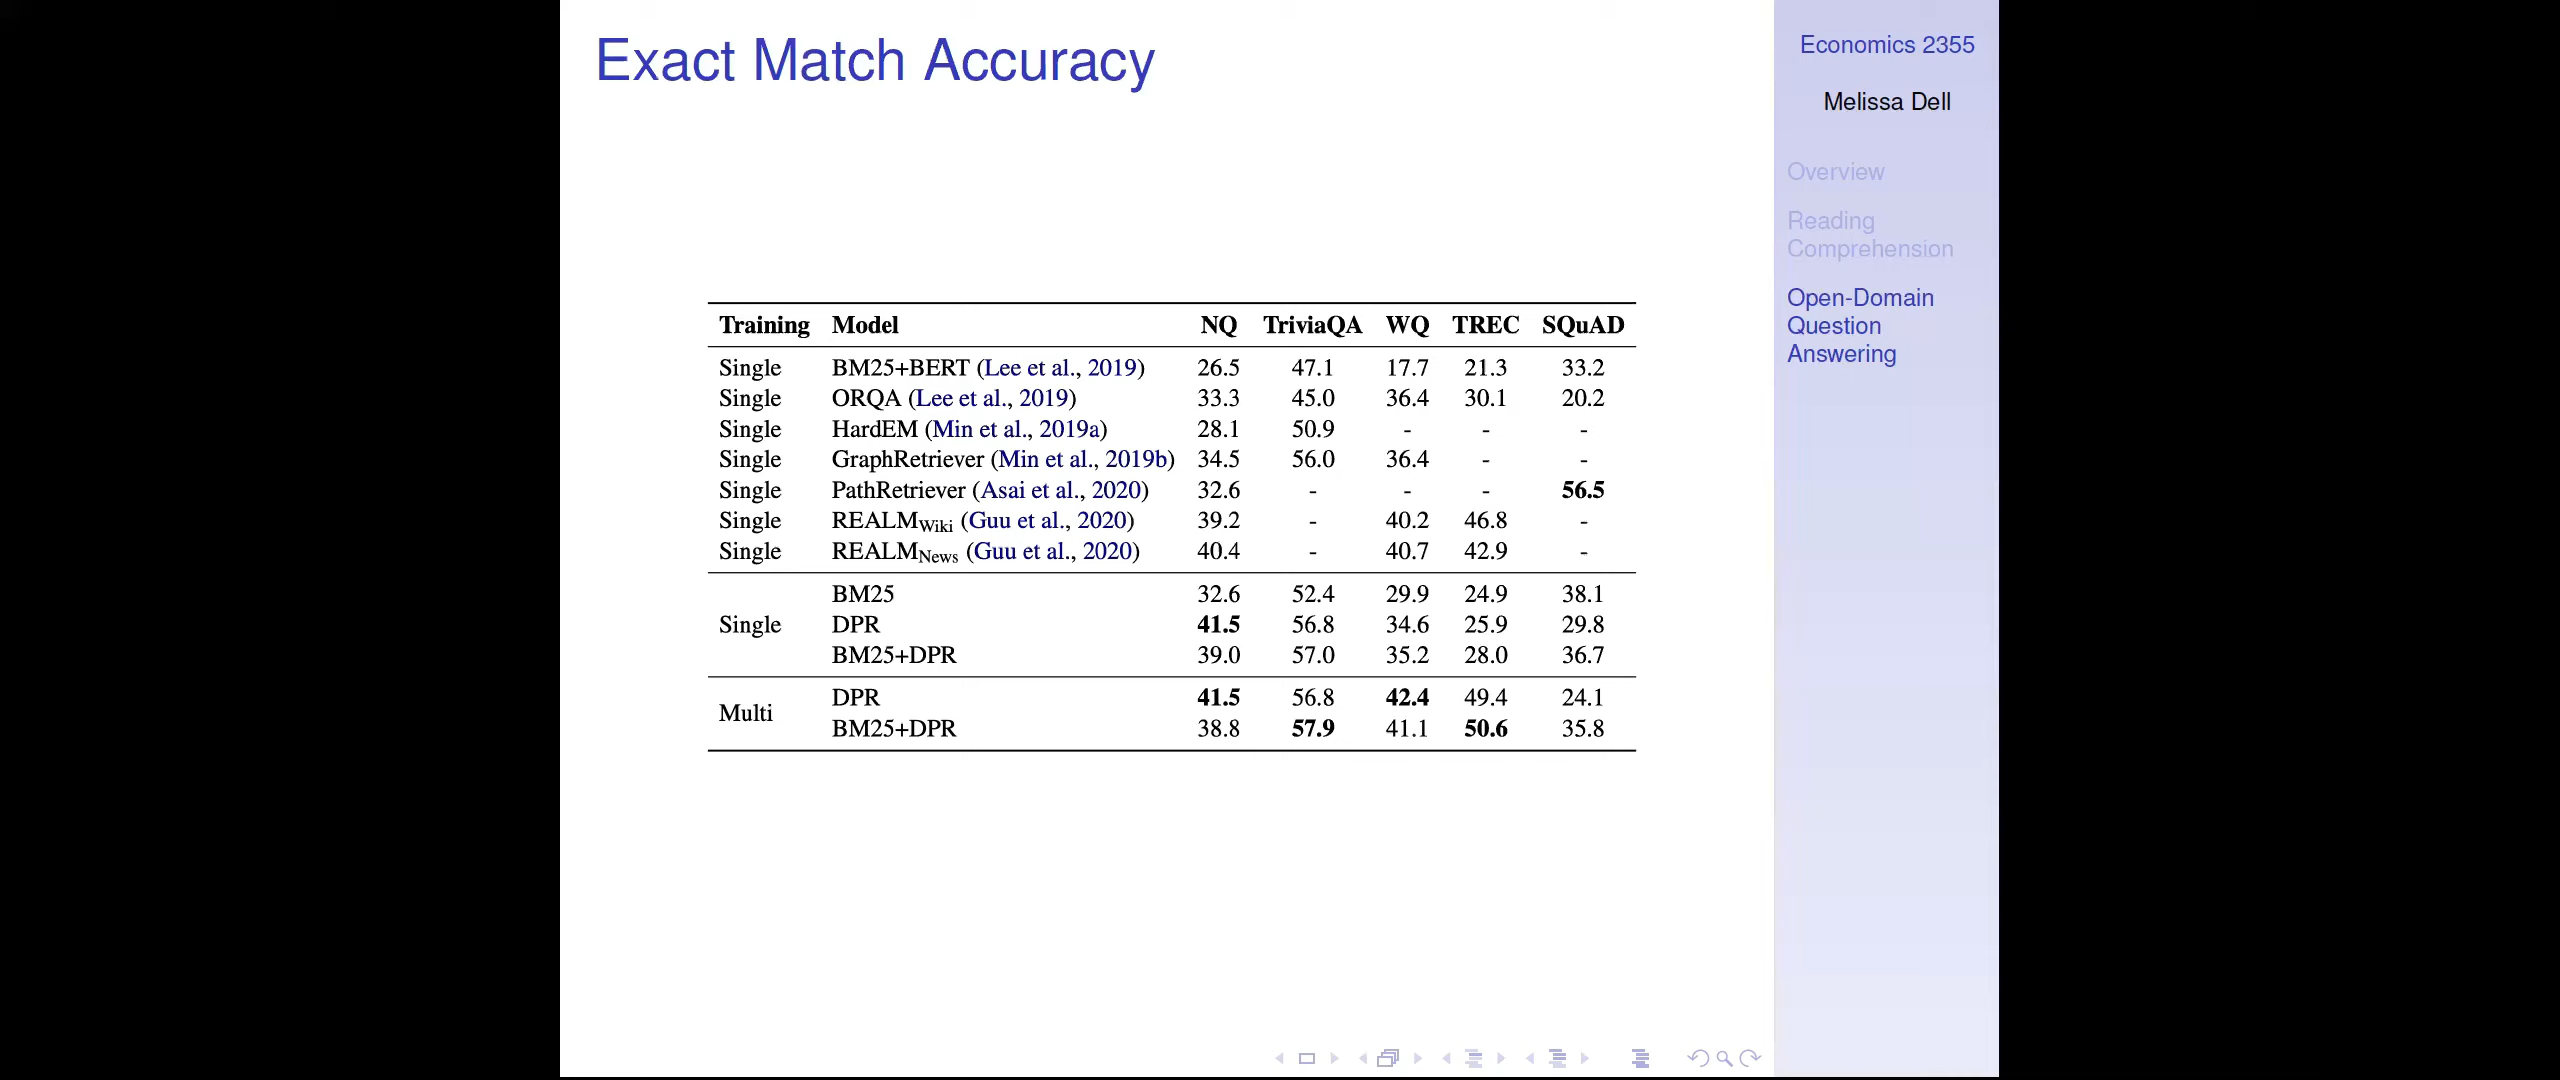 Exact Match Accuracy
Training Model NQ TriviaQA WQ TREC SQuAD
Single BM25+BERT (Lee et al., 2019) 26.5 47.1 17.7 21.3 33.2
Single ORQA (Lee et al., 2019) 33.3 45.0 36.4 30.1 20.2
Single HardEM (Min et al., 2019a) 28.1 50.9 - - -
Single GraphRetriever (Min et al., 2019b) 34.5 56.0 36.4 - -
Single PathRetriever (Asai et al., 2020) 32.6 - - - 56.5
Single REALMWiki (Guu et al., 2020) 39.2 - 40.2 46.8 -
Single REALMNews (Guu et al., 2020) 40.4 - 40.7 42.9 -
BM25 32.6 52.4 29.9 24.9 38.1
Single DPR 41.5 56.8 34.6 25.9 29.8
BM25+DPR 39.0 57.0 35.2 28.0 36.7
Multi
DPR 41.5 56.8 42.4 49.4 24.1
BM25+DPR 38.8 57.9 41.1 50.6 35.8
Economics 2355
Melissa Dell
Overview
Reading
Comprehension
Open-Domain
Question
Answering